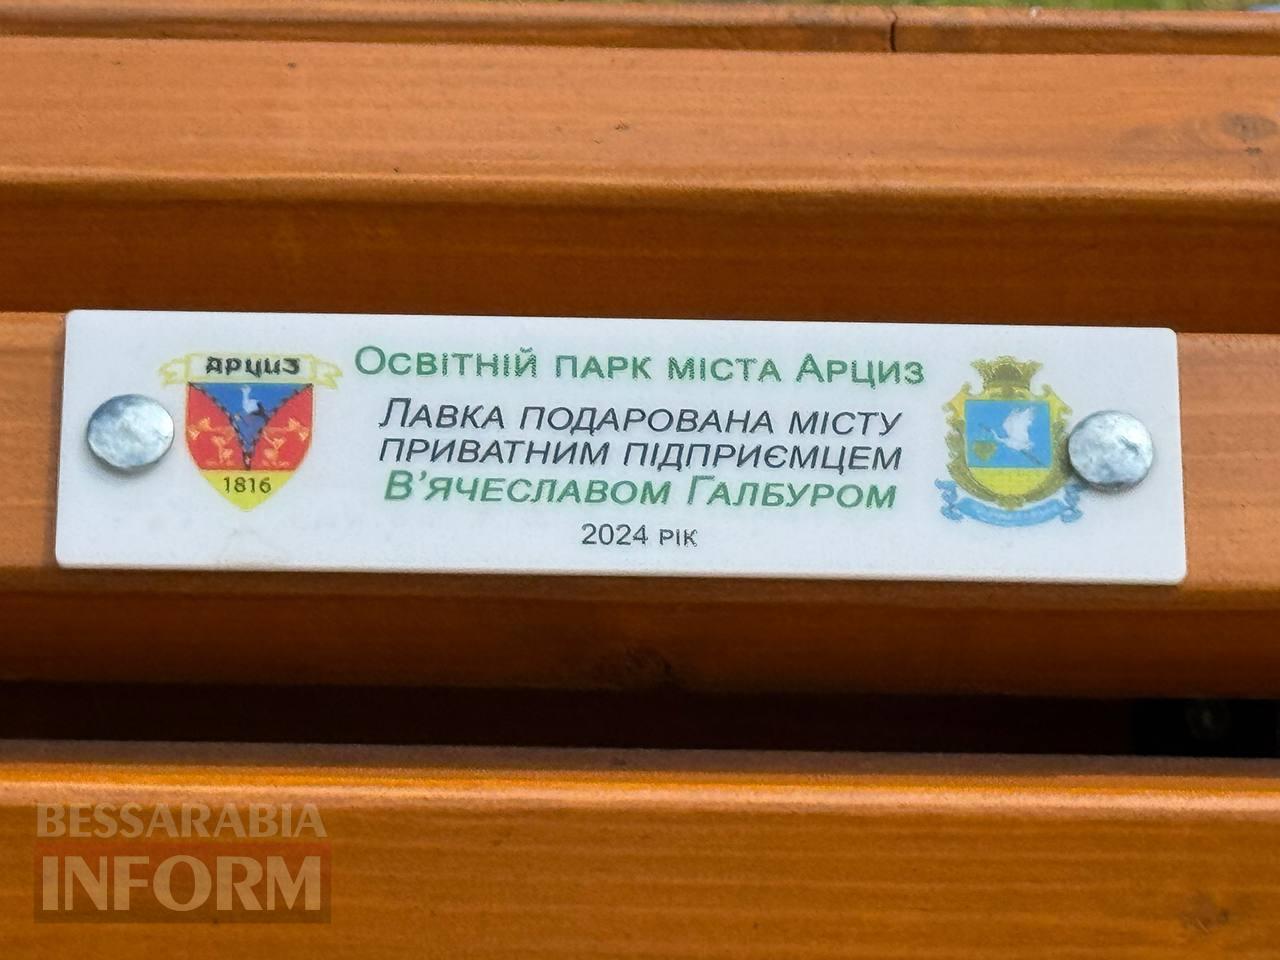 АРЦИЗ
1816
ОСВІТНІЙ ПАРК МІСТА АРЦИЗ
ЛАВКА ПОДАРОВАНА МІСТУ
ПРИВАТНИМ ПІДПРИЄМЦЕМ
В'ЯЧЕСЛАВОМ ГАЛБУРОМ
2024 РІК
BESSARABIA
INFORM